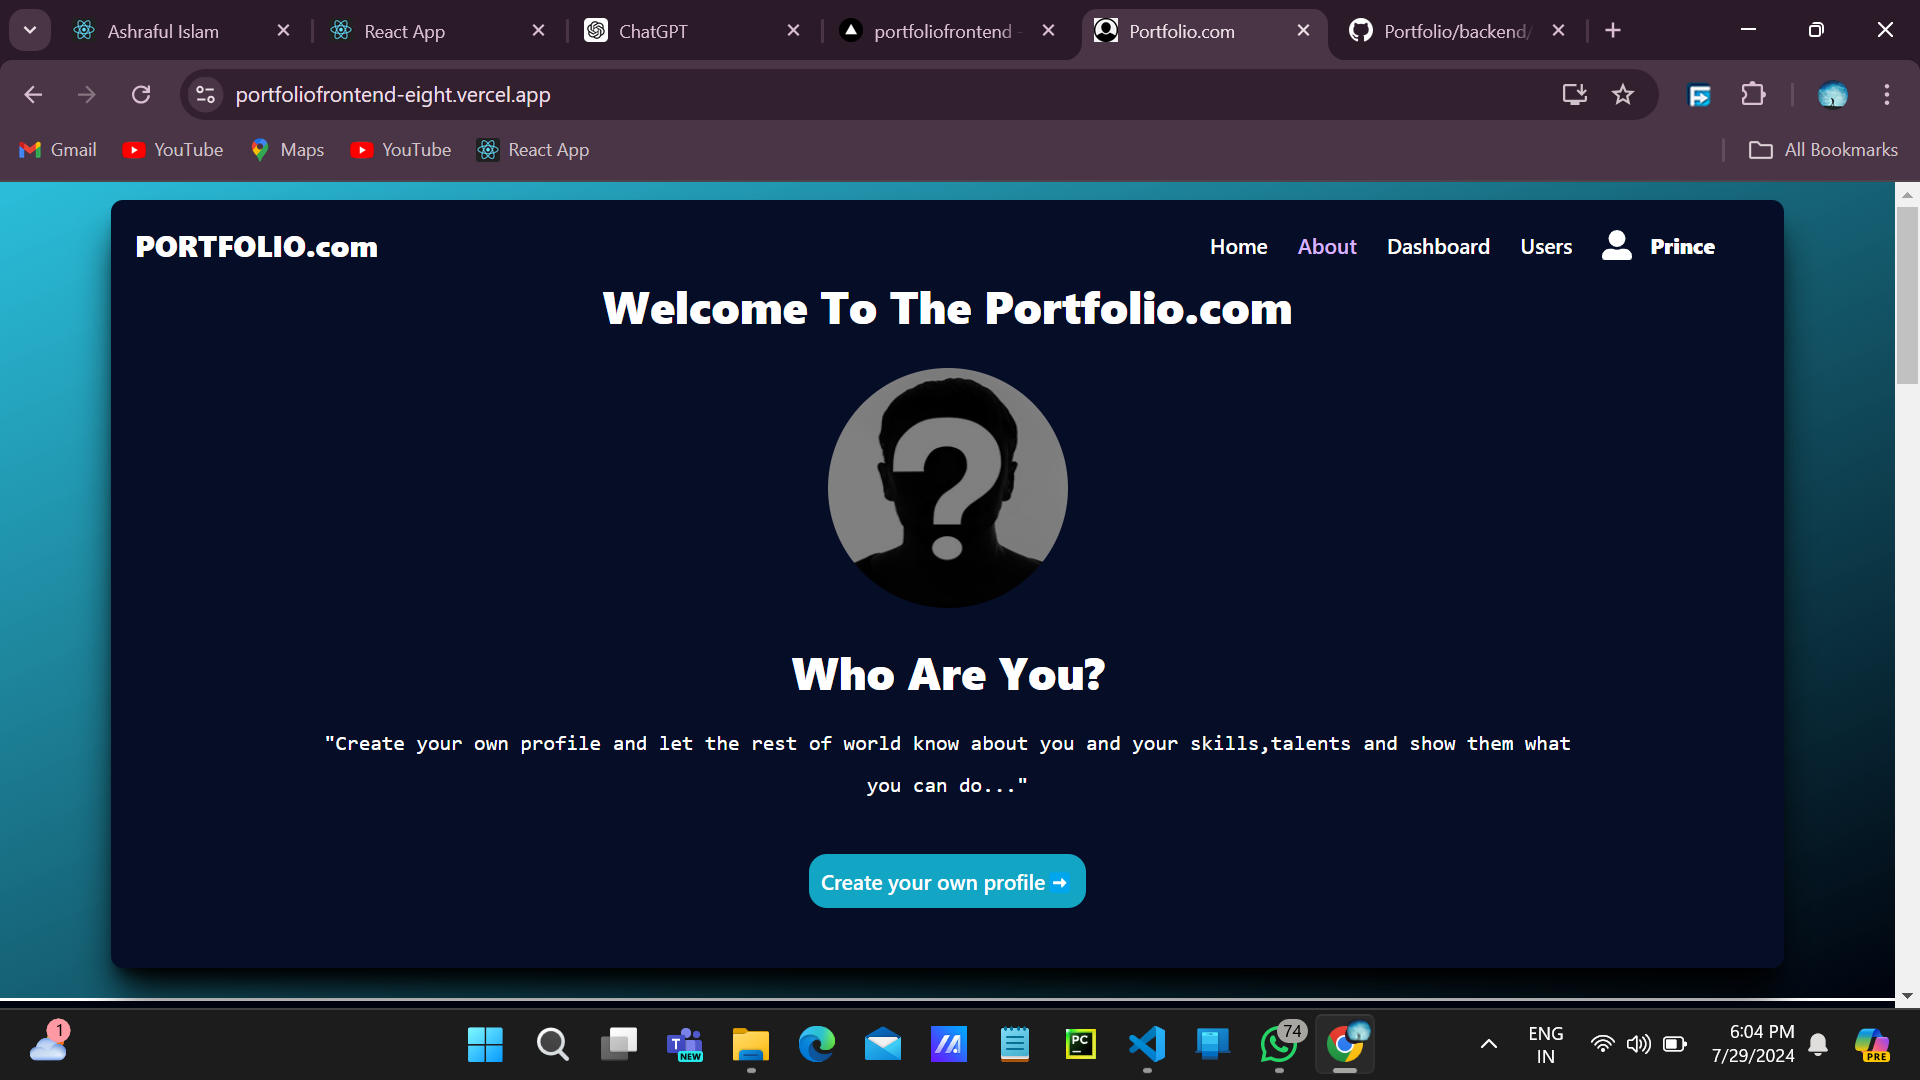 Ashraful Islam
React App
ChatGPT
portfoliofrontend
Portfolio.com
Portfolio/backend/
portfoliofrontend-eight.vercel.app
Gmail
YouTube
Maps
YouTube
React App
All Bookmarks
PORTFOLIO.com
Home
About
Dashboard
Users
Prince
Welcome To The Portfolio.com
?
Who Are You?
"Create your own profile and let the rest of world know about you and your skills,talents and show them what
you can do..."
Create your own profile ➞
1
T
NEW
PC
74
ENG
IN
6:04 PM
7/29/2024
PRE